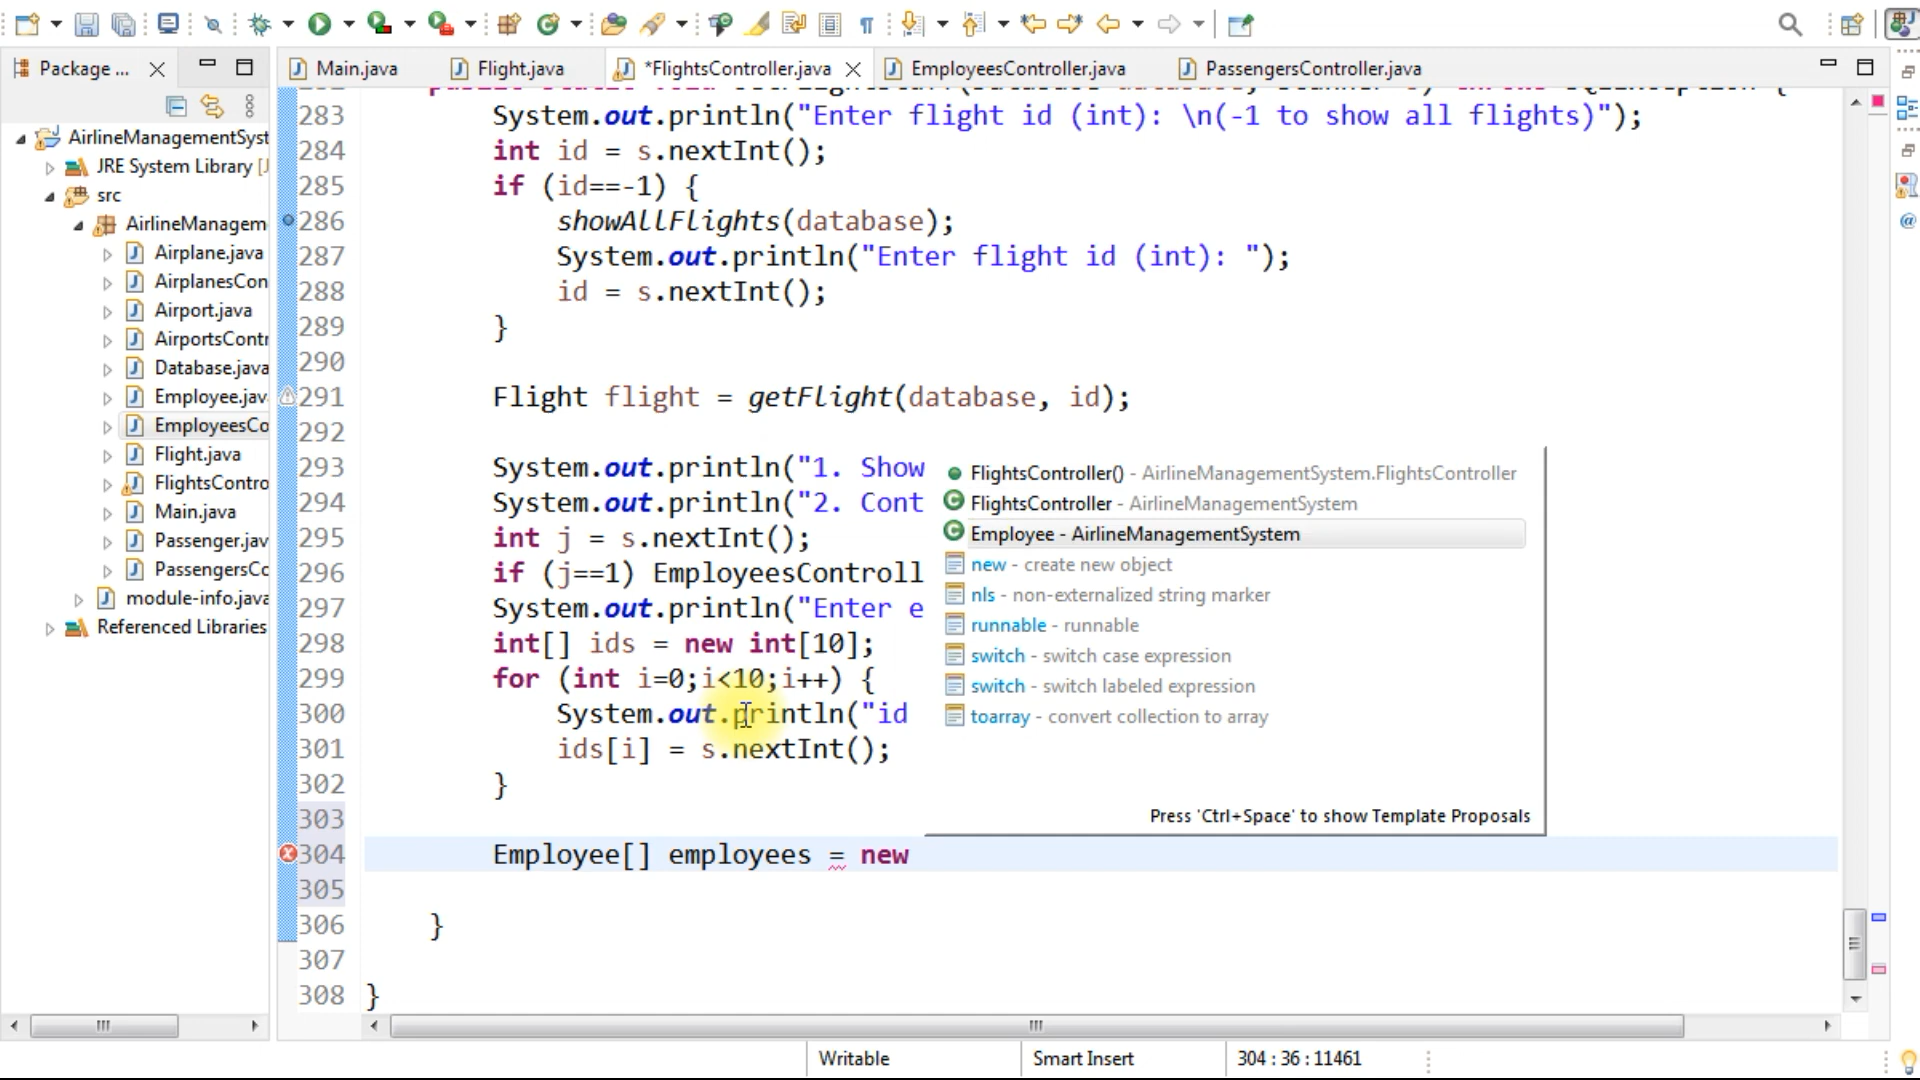 Package ...
Main.java
Flight.java
*FlightsController.java
EmployeesController.java
PassengersController.java
AirlineManagementSyst
JRE System Library [J
src
AirlineManagem
Airplane.java
AirplanesCon
Airport.java
AirportsContr
Database.java
Employee.jav
EmployeesCo
Flight.java
FlightsContro
Main.java
Passenger.jav
PassengersCo
module-info.java
Referenced Libraries
283 System.out.println("Enter flight id (int): \n(-1 to show all flights)");
284 int id = s.nextInt();
285 if (id==-1) {
286 showAllFlights(database);
287 System.out.println("Enter flight id (int): ");
288 id = s.nextInt();
289 }
290
291 Flight flight = getFlight(database, id);
292
293 System.out.println("1. Show
294 System.out.println("2. Cont
295 int j = s.nextInt();
296 if (j==1) EmployeesControll
297 System.out.println("Enter e
298 int[] ids = new int[10];
299 for (int i=0;i<10;i++) {
300 System.out.println("id
301 ids[i] = s.nextInt();
302 }
303
304 Employee[] employees = new
305
306 }
307
308 }
FlightsController() - AirlineManagementSystem.FlightsController
FlightsController - AirlineManagementSystem
Employee - AirlineManagementSystem
new - create new object
nls - non-externalized string marker
runnable - runnable
switch - switch case expression
switch - switch labeled expression
toarray - convert collection to array
Press 'Ctrl+Space' to show Template Proposals
Writable
Smart Insert
304 : 36 : 11461